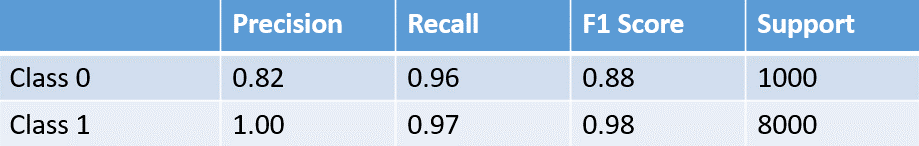 Precision Recall F1 Score Support
Class 0 0.82 0.96 0.88 1000
Class 1 1.00 0.97 0.98 8000